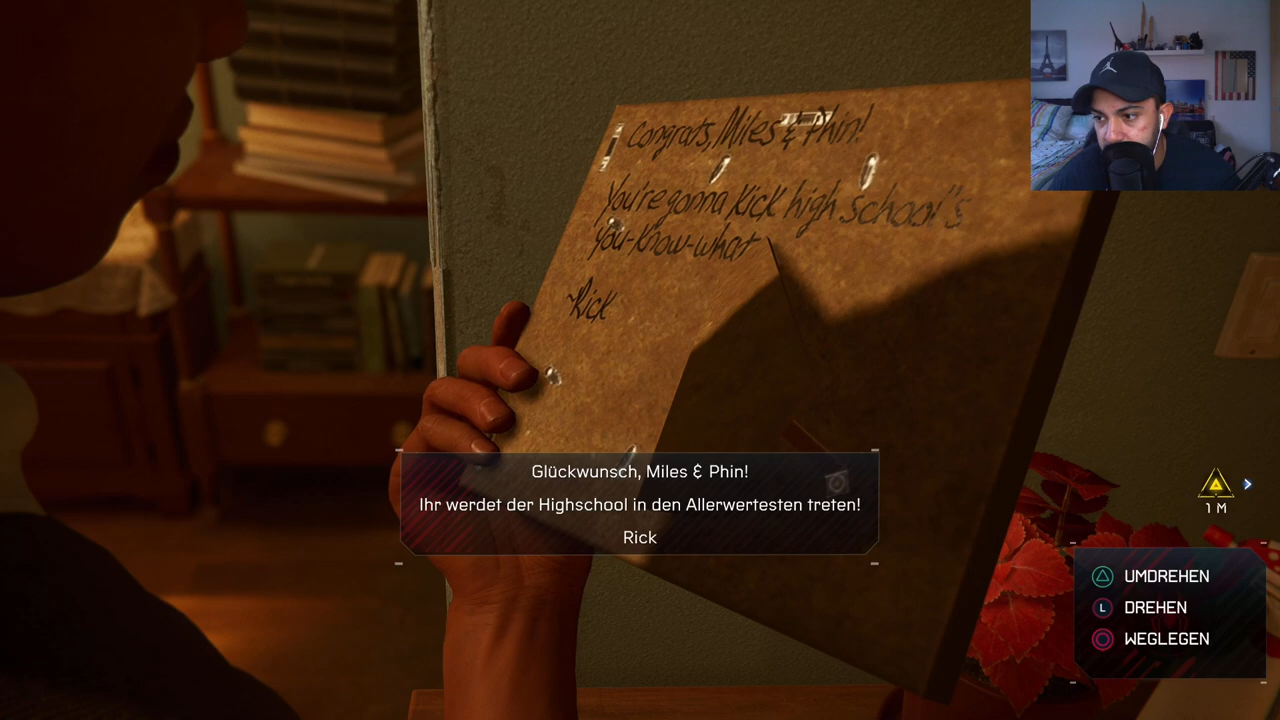 Congrats, Miles & Phin!
You're gonna kick high school's
you-know-what
Rick
Glückwunsch, Miles & Phin!
Ihr werdet der Highschool in den Allerwertesten treten!
Rick
1 M
UMDREHEN
L DREHEN
WEGLEGEN